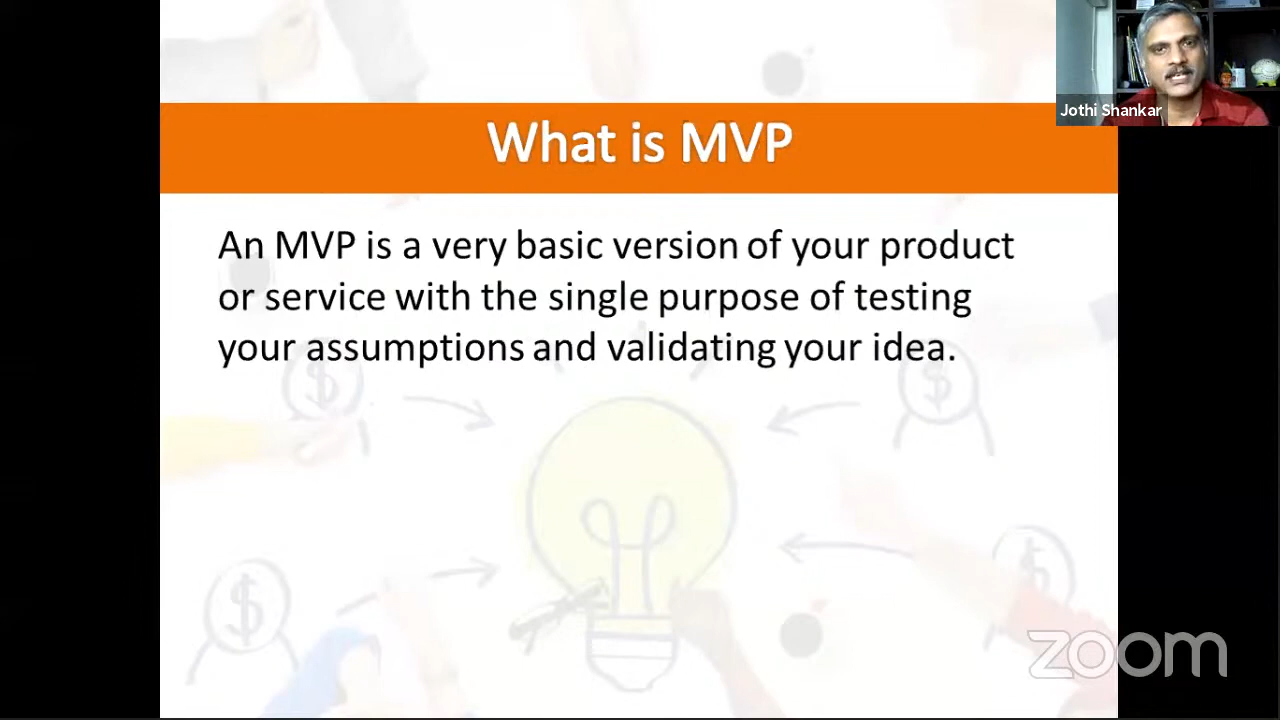 Jothi Shankar
What is MVP
An MVP is a very basic version of your product
or service with the single purpose of testing
your assumptions and validating your idea.
$ $
$ $
zoom